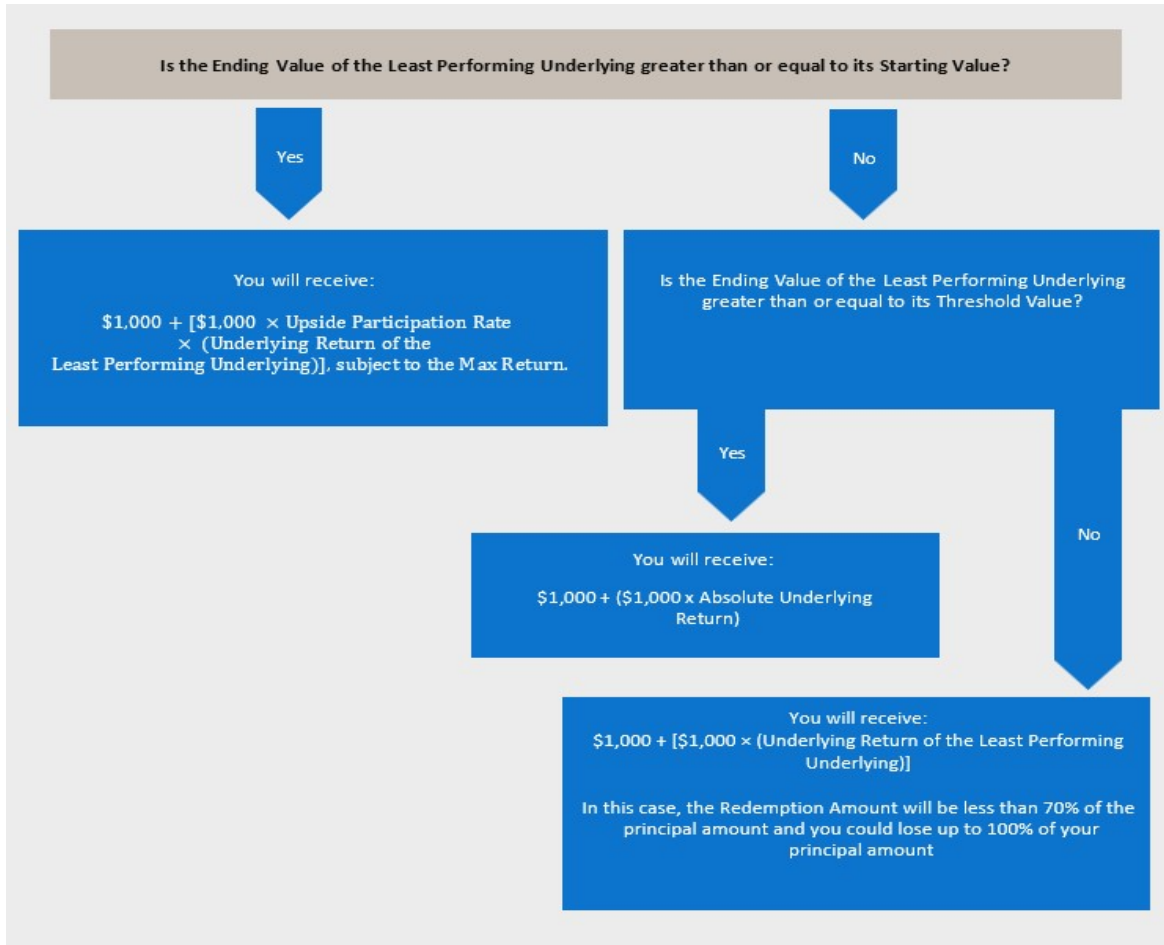 Is the Ending Value of the Least Performing Underlying greater than or equal to its Starting Value?
Yes
No
You will receive:
$1,000 + [$1,000 × Upside Participation Rate
× (Underlying Return of the
Least Performing Underlying)], subject to the Max Return.
Is the Ending Value of the Least Performing Underlying
greater than or equal to its Threshold Value?
Yes
No
You will receive:
$1,000 + ($1,000 x Absolute Underlying
Return)
You will receive:
$1,000 + [$1,000 × (Underlying Return of the Least Performing
Underlying)]
In this case, the Redemption Amount will be less than 70% of the
principal amount and you could lose up to 100% of your
principal amount